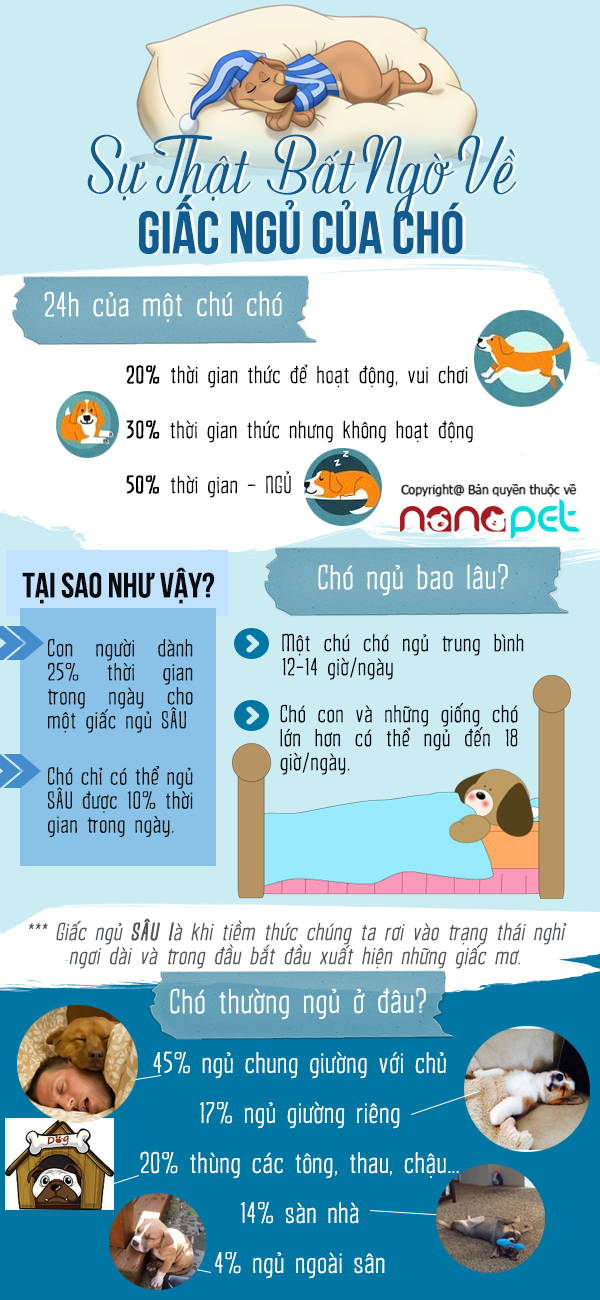 Sự Thật Bất Ngờ Về
GIẤC NGỦ CỦA CHÓ
24h của một chú chó
20% thời gian thức để hoạt động, vui chơi
30% thời gian thức nhưng không hoạt động
50% thời gian - NGỦ
z z
Copyright@ Bản quyền thuộc về
nanopet
TẠI SAO NHƯ VẬY?
Con người dành
25% thời gian
trong ngày cho
một giấc ngủ SÂU
Chó chỉ có thể ngủ
SÂU được 10% thời
gian trong ngày.
Chó ngủ bao lâu?
Một chú chó ngủ trung bình
12-14 giờ/ngày
Chó con và những giống chó
lớn hơn có thể ngủ đến 18
giờ/ngày.
*** Giấc ngủ SÂU là khi tiềm thức chúng ta rơi vào trạng thái nghỉ
ngơi dài và trong đầu bắt đầu xuất hiện những giấc mơ.
Chó thường ngủ ở đâu?
45% ngủ chung giường với chủ
17% ngủ giường riêng
Dog
20% thùng các tông, thau, chậu...
14% sàn nhà
4% ngủ ngoài sân